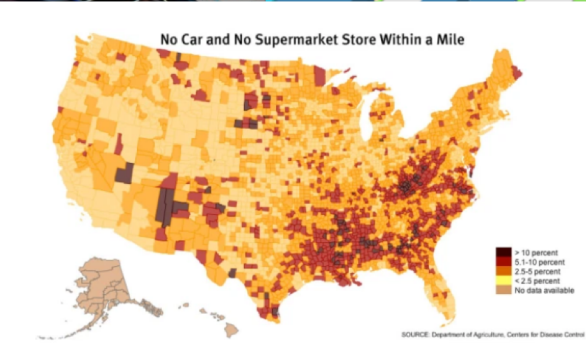 No Car and No Supermarket Store Within a Mile
> 10 percent
5.1-10 percent
2.5-5 percent
< 2.5 percent
No data available
SOURCE: Department of Agriculture, Centers for Disease Control